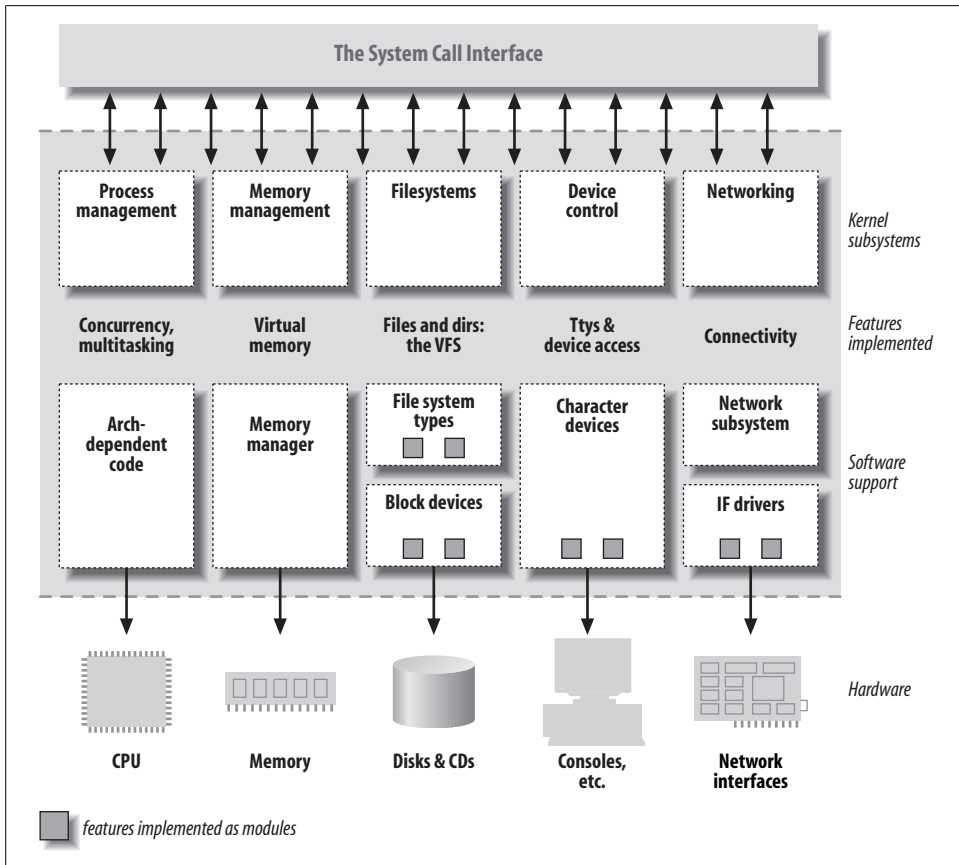 The System Call Interface
Process
management
Memory
management
Filesystems
Device
control
Networking
Kernel
subsystems
Concurrency,
multitasking
Virtual
memory
Files and dirs:
the VFS
Ttys &
device access
Connectivity
Features
implemented
Arch-
dependent
code
Memory
manager
File system
types
Block devices
Character
devices
Network
subsystem
IF drivers
Software
support
Hardware
CPU
Memory
Disks & CDs
Consoles,
etc.
Network
interfaces
features implemented as modules